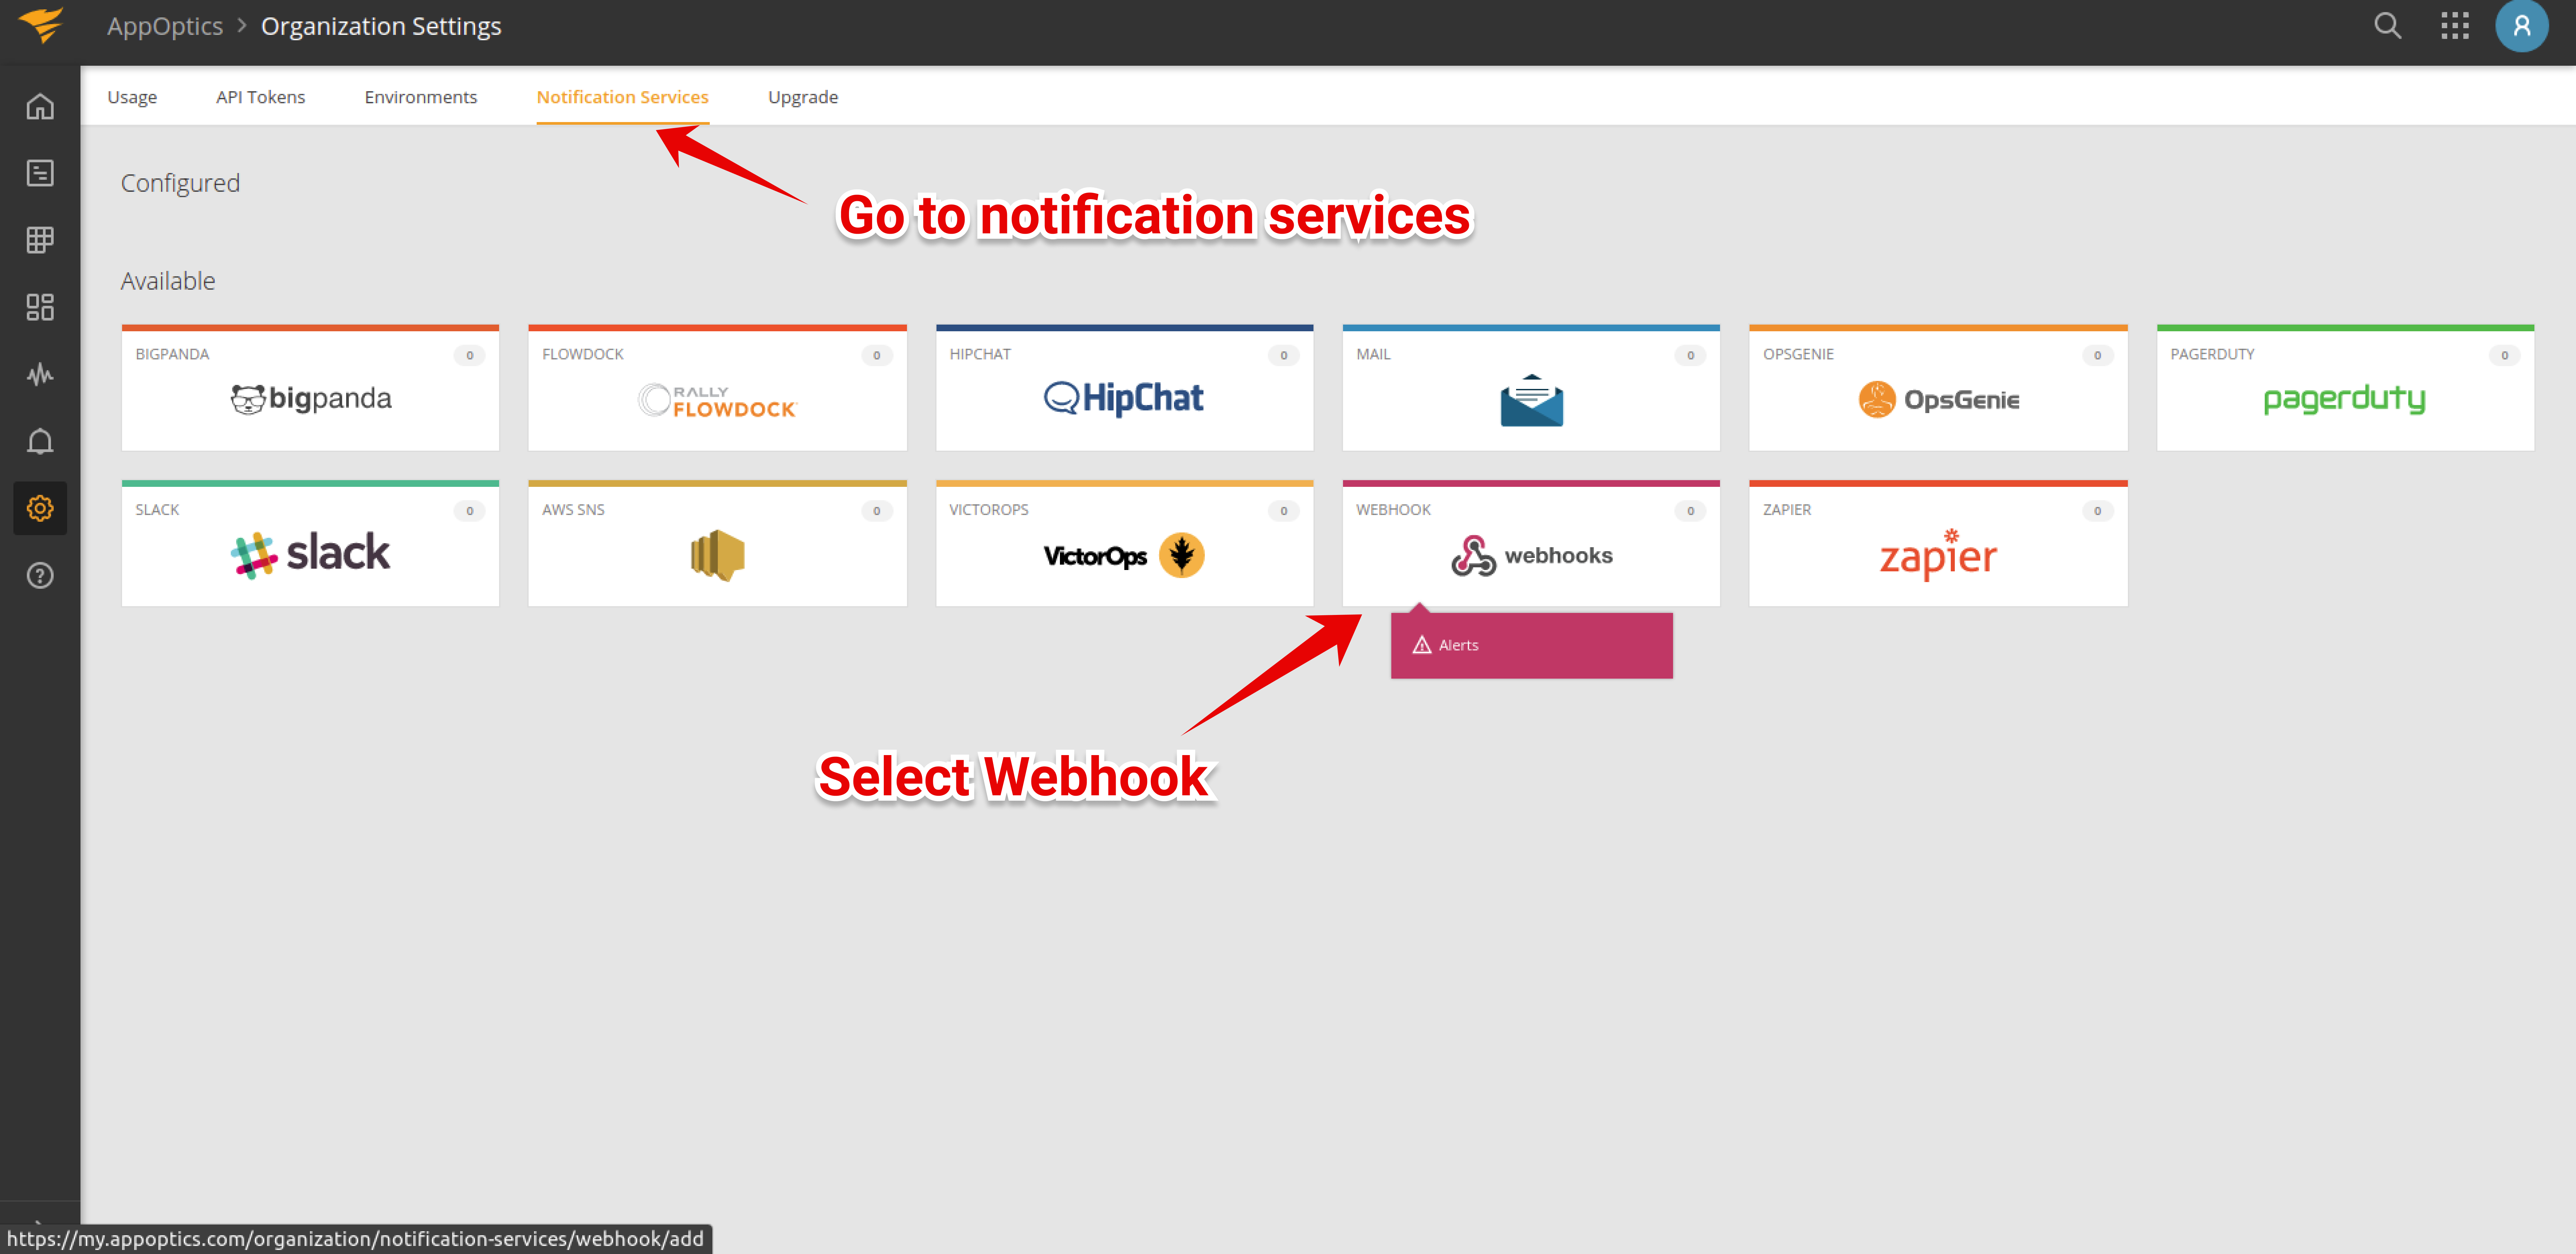 AppOptics > Organization Settings
Usage API Tokens Environments Notification Services Upgrade
Configured
Go to notification services
Available
BIGPANDA 0 FLOWDOCK 0 HIPCHAT 0 MAIL 0 OPSGENIE 0 PAGERDUTY 0
bigpanda RALLY FLOWDOCK HipChat OpsGenie pagerduty
SLACK 0 AWS SNS 0 VICTOROPS 0 WEBHOOK 0 ZAPIER 0
slack VictorOps webhooks zapier
Alerts
Select Webhook
https://my.appoptics.com/organization/notification-services/webhook/add